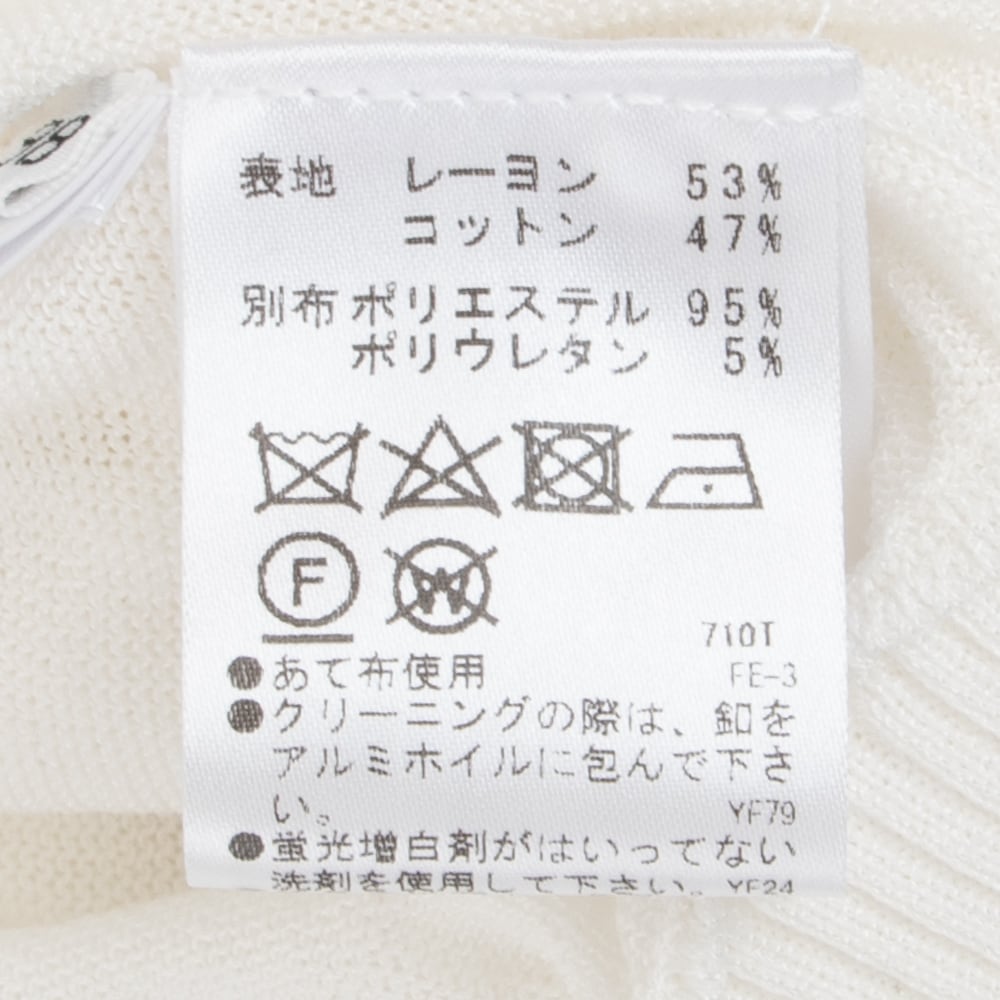 表地 レーヨン 53%
コットン 47%
別布 ポリエステル 95%
ポリウレタン 5%
F
W
710T
●あて布使用 FE-3
●クリーニングの際は、釦を
アルミホイルに包んで下さ
い。 YF79
●蛍光増白剤がはいってない
洗剤を使用して下さい。 YF24